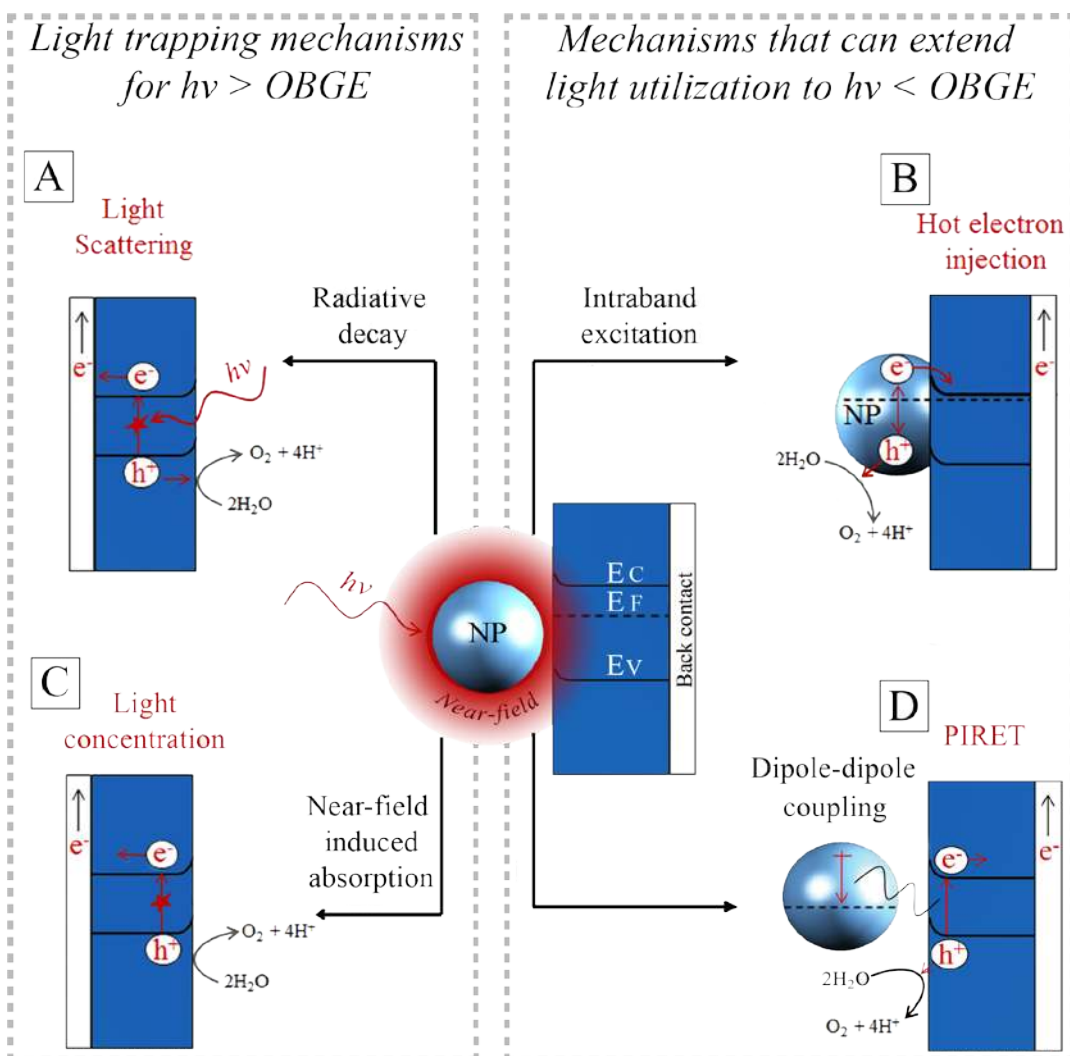 Light trapping mechanisms
for hν > OBGE
Mechanisms that can extend
light utilization to hν < OBGE
A
Light
Scattering
Radiative
decay
e⁻
e⁻
hν
h⁺
O₂ + 4H⁺
2H₂O
B
Hot electron
injection
Intraband
excitation
e⁻
e⁻
NP
h⁺
2H₂O
O₂ + 4H⁺
hν
NP
Near-field
EC
EF
EV
Back contact
C
Light
concentration
Near-field
induced
absorption
e⁻
e⁻
h⁺
O₂ + 4H⁺
2H₂O
D
PIRET
Dipole-dipole
coupling
e⁻
e⁻
h⁺
2H₂O
O₂ + 4H⁺